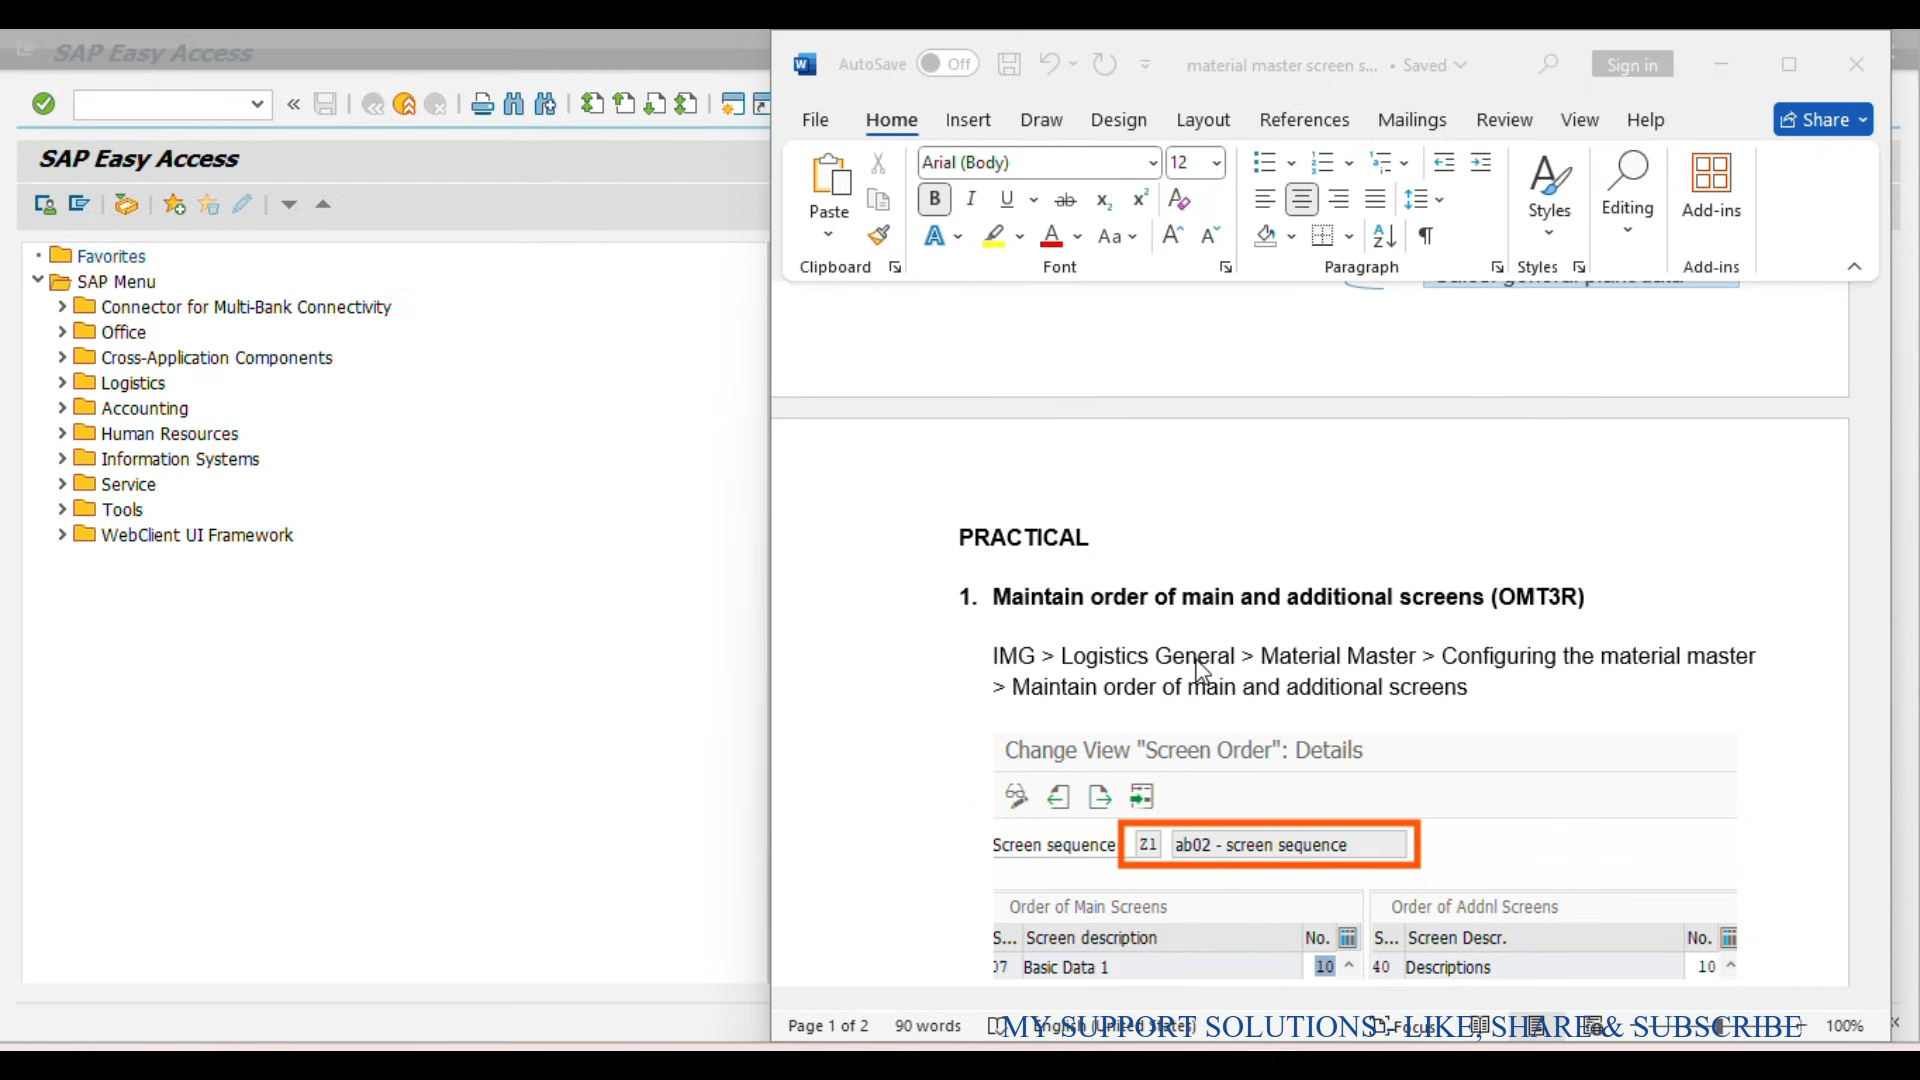 SAP Easy Access
SAP Easy Access
Favorites
SAP Menu
Connector for Multi-Bank Connectivity
Office
Cross-Application Components
Logistics
Accounting
Human Resources
Information Systems
Service
Tools
WebClient UI Framework
AutoSave Off
material master screen s... • Saved
Sign in
File Home Insert Draw Design Layout References Mailings Review View Help
Share
Arial (Body) 12
Paste
Styles
Editing
Add-ins
Clipboard
Font
Paragraph
Styles
Add-ins
PRACTICAL
1. Maintain order of main and additional screens (OMT3R)
IMG > Logistics General > Material Master > Configuring the material master
> Maintain order of main and additional screens
Change View "Screen Order": Details
Screen sequence Z1 ab02 - screen sequence
Order of Main Screens Order of Addnl Screens
S... Screen description No. S... Screen Descr. No.
07 Basic Data 1 10 40 Descriptions 10
Page 1 of 2 90 words English (United States) Focus 100%
MY SUPPORT SOLUTIONS - LIKE, SHARE & SUBSCRIBE